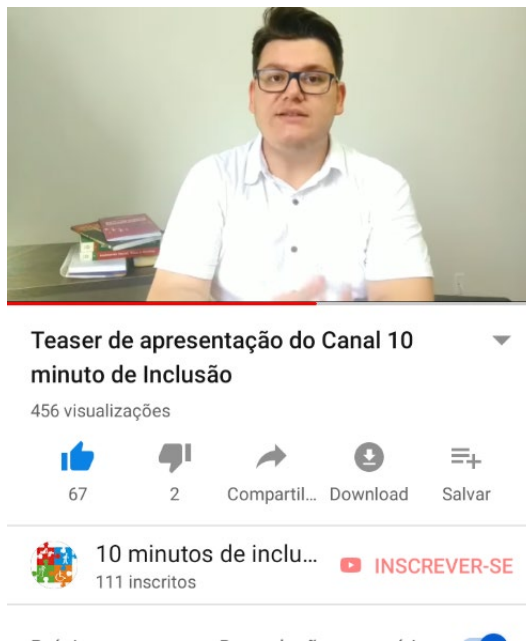 Teaser de apresentação do Canal 10
minuto de Inclusão
456 visualizações
67 2 Compartil... Download Salvar
10 minutos de inclu... INSCREVER-SE
111 inscritos